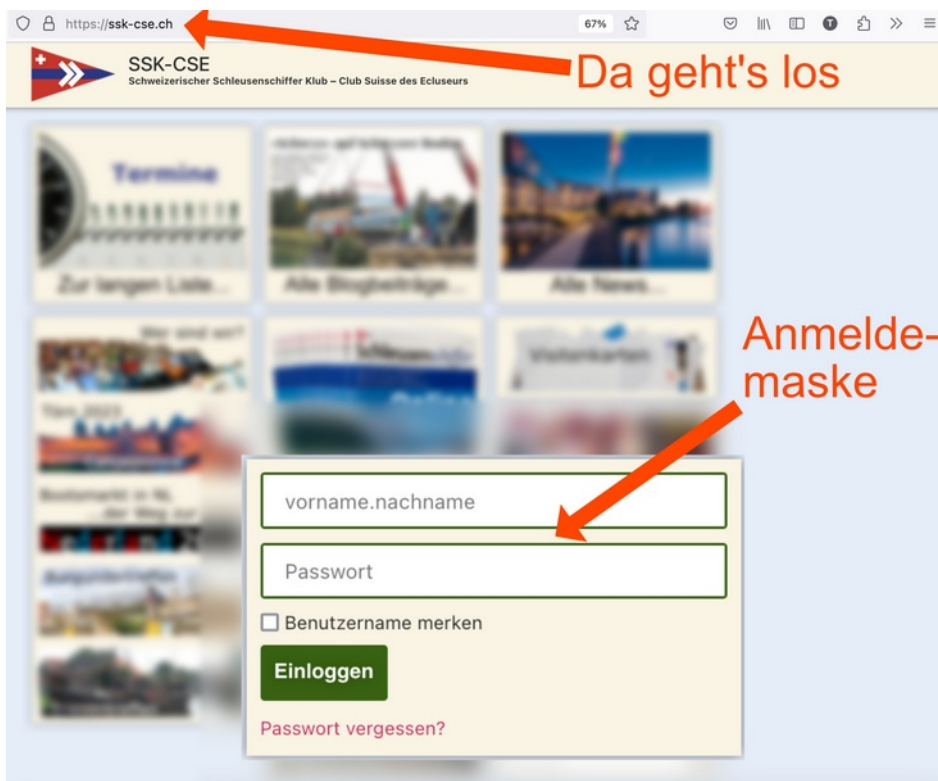 https://ssk-cse.ch
67%
SSK-CSE
Schweizerischer Schleusenschiffer Klub – Club Suisse des Ecluseurs
Da geht's los
Termine
Zur langen Liste...
Alle Blogbeiträge...
Alle News...
Wer sind wir?
Visitenkarten
Anmelde-
maske
Törn 2023
Bootsmarkt in NL
...der Weg zur
vorname.nachname
Passwort
Benutzername merken
Einloggen
Passwort vergessen?